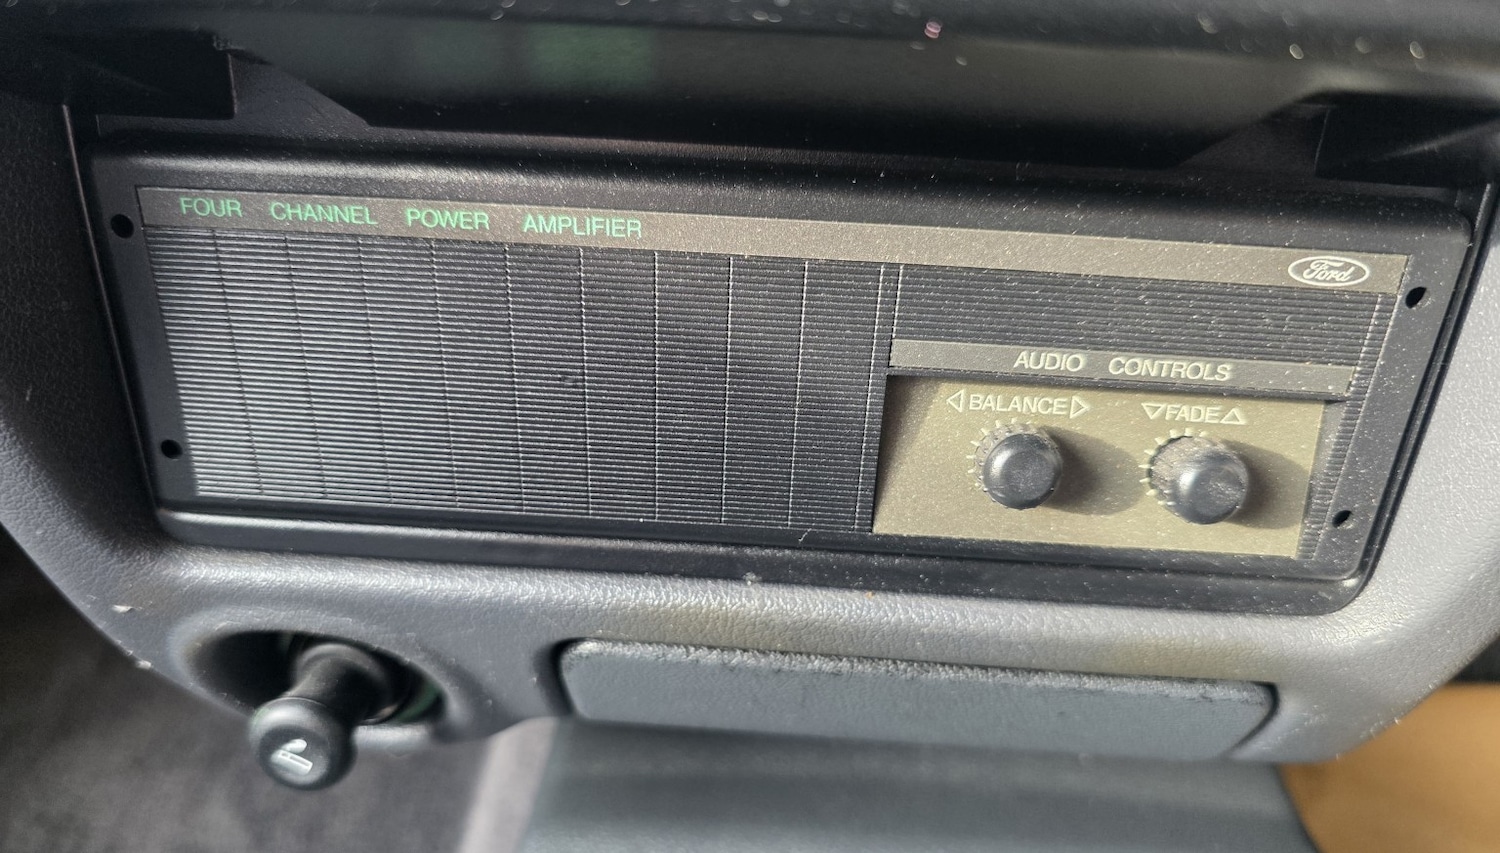 FOUR CHANNEL POWER AMPLIFIER
Ford
AUDIO CONTROLS
BALANCE
FADE